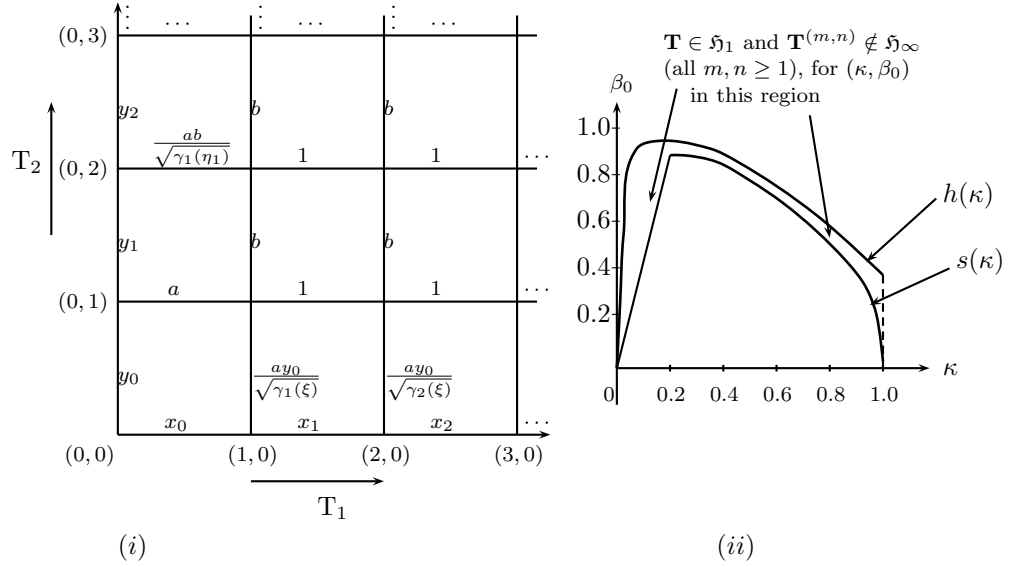 ⋮ ⋯ ⋮ ⋯ ⋮ ⋯
(0, 3)
y₂ b b
ab/√γ₁(η₁) 1 1 ⋯
T₂
(0, 2)
y₁ b b
a 1 1 ⋯
(0, 1)
y₀ ay₀/√γ₁(ξ) ay₀/√γ₂(ξ)
x₀ x₁ x₂ ⋯
(0, 0) (1, 0) (2, 0) (3, 0)
T₁
(i)
T ∈ ℌ₁ and T⁽ᵐ,ⁿ⁾ ∉ ℌ∞
(all m, n ≥ 1), for (κ, β₀)
in this region
β₀
1.0
0.8
0.6
0.4
0.2
h(κ)
s(κ)
0 0.2 0.4 0.6 0.8 1.0 κ
(ii)